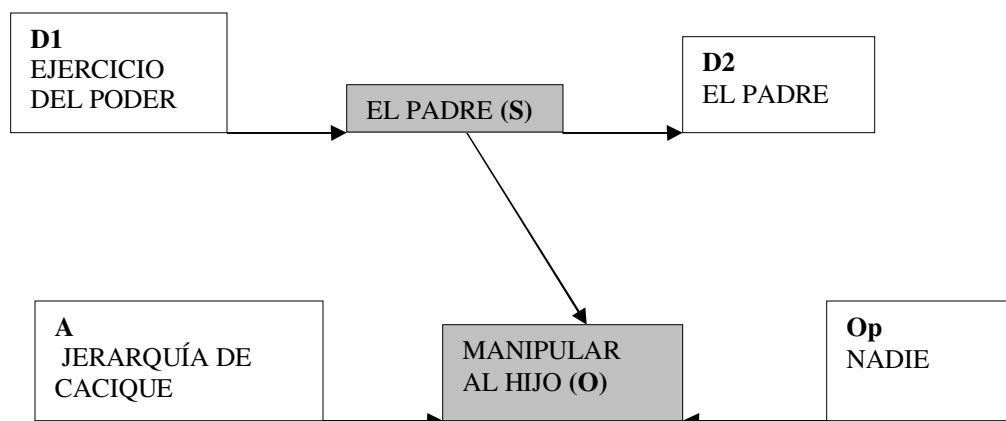 D1
EJERCICIO
DEL PODER
EL PADRE (S)
D2
EL PADRE
A
JERARQUÍA DE
CACIQUE
MANIPULAR
AL HIJO (O)
Op
NADIE